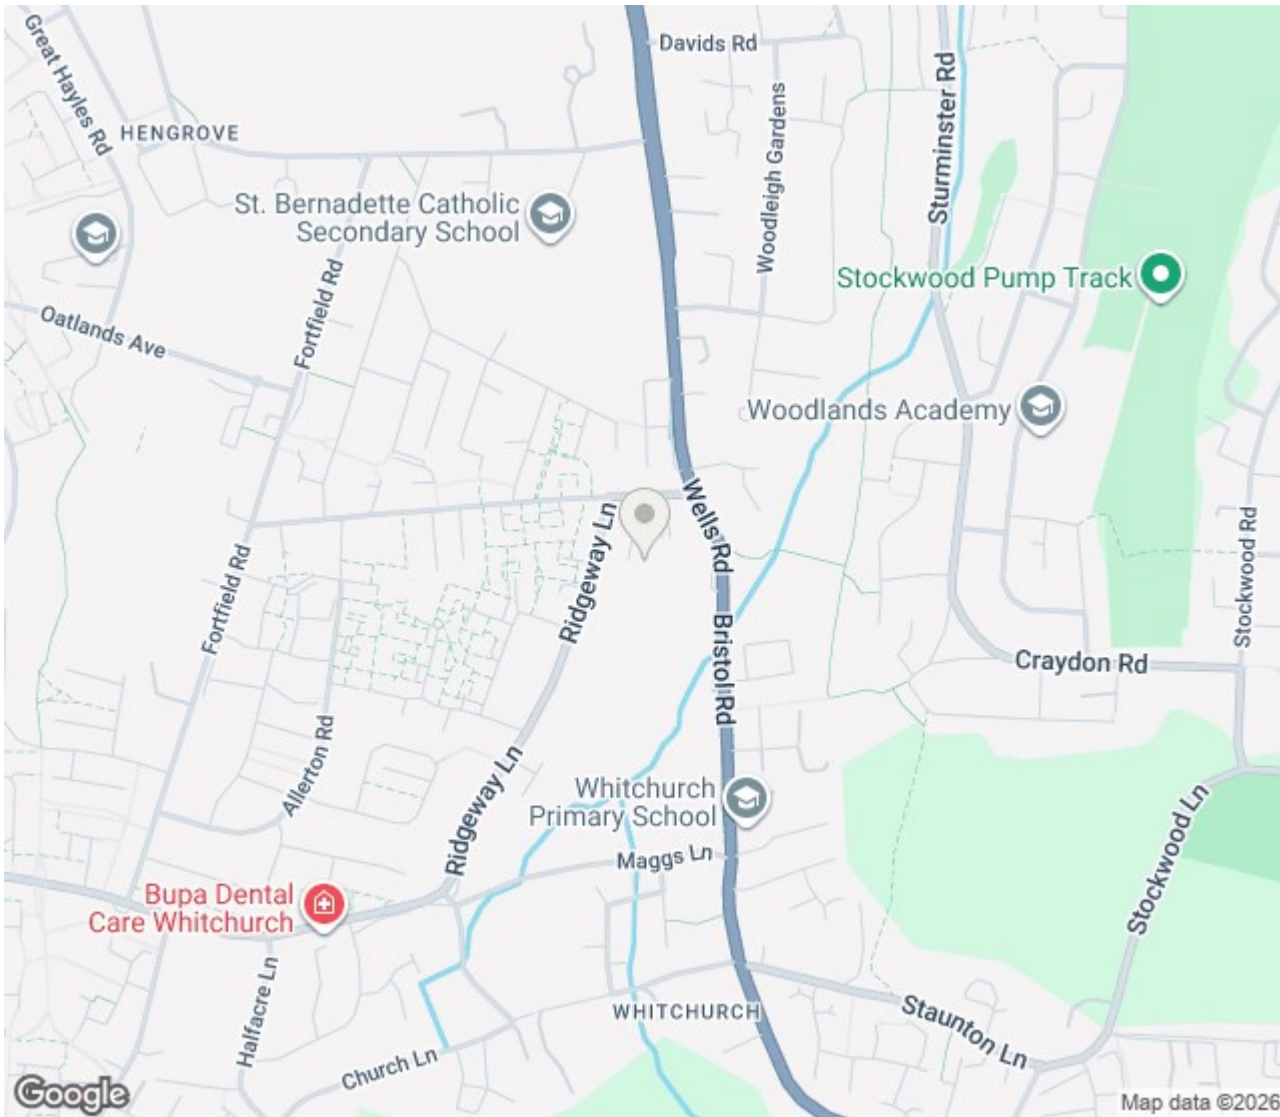 Great Hayles Rd
HENGROVE
Davids Rd
Woodleigh Gardens
Sturminster Rd
St. Bernadette Catholic
Secondary School
Fortfield Rd
Oatlands Ave
Stockwood Pump Track
Woodlands Academy
Wells Rd
Ridgeway Ln
Fortfield Rd
Stockwood Rd
Bristol Rd
Craydon Rd
Allerton Rd
Ridgeway Ln
Whitchurch
Primary School
Maggs Ln
Stockwood Ln
Bupa Dental
Care Whitchurch
Halfacre Ln
WHITCHURCH
Staunton Ln
Church Ln
Google
Map data ©2026